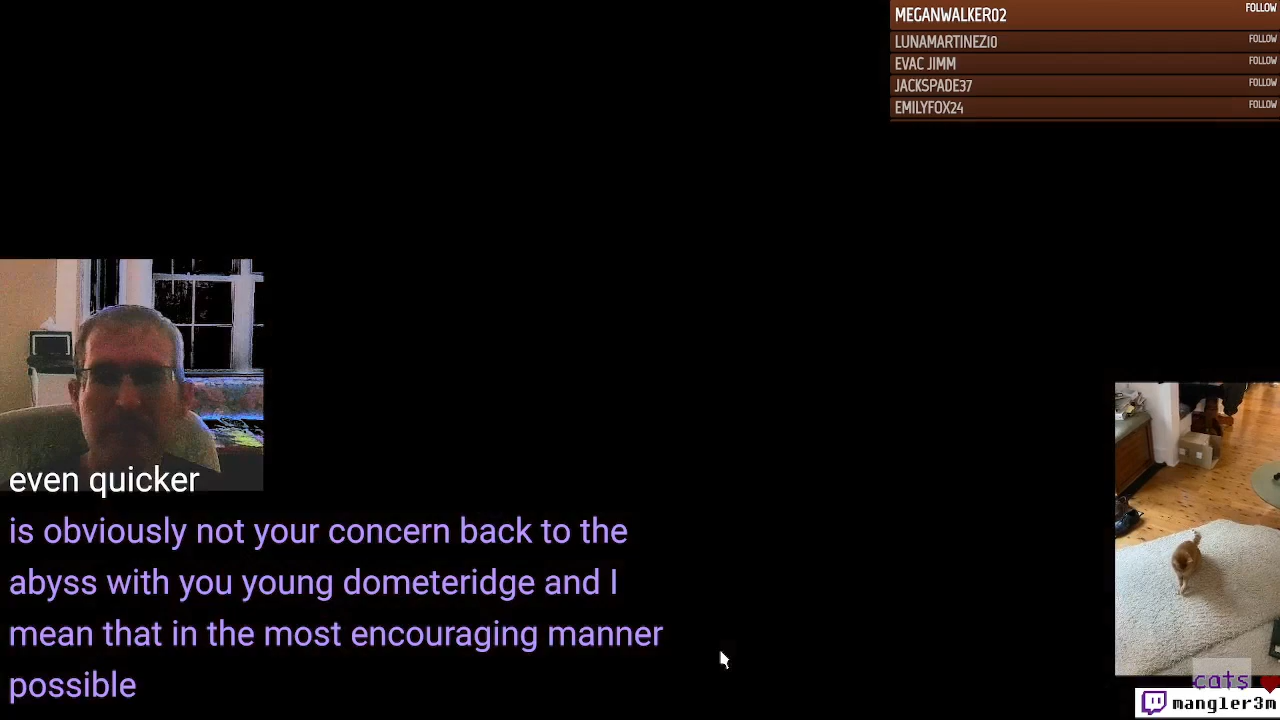 MEGANWALKER02 FOLLOW
LUNAMARTINEZ10 FOLLOW
EVAC JIMM FOLLOW
JACKSPADE37 FOLLOW
EMILYFOX24 FOLLOW
even quicker
is obviously not your concern back to the
abyss with you young dometeridge and I
mean that in the most encouraging manner
possible
cats
mangler3m